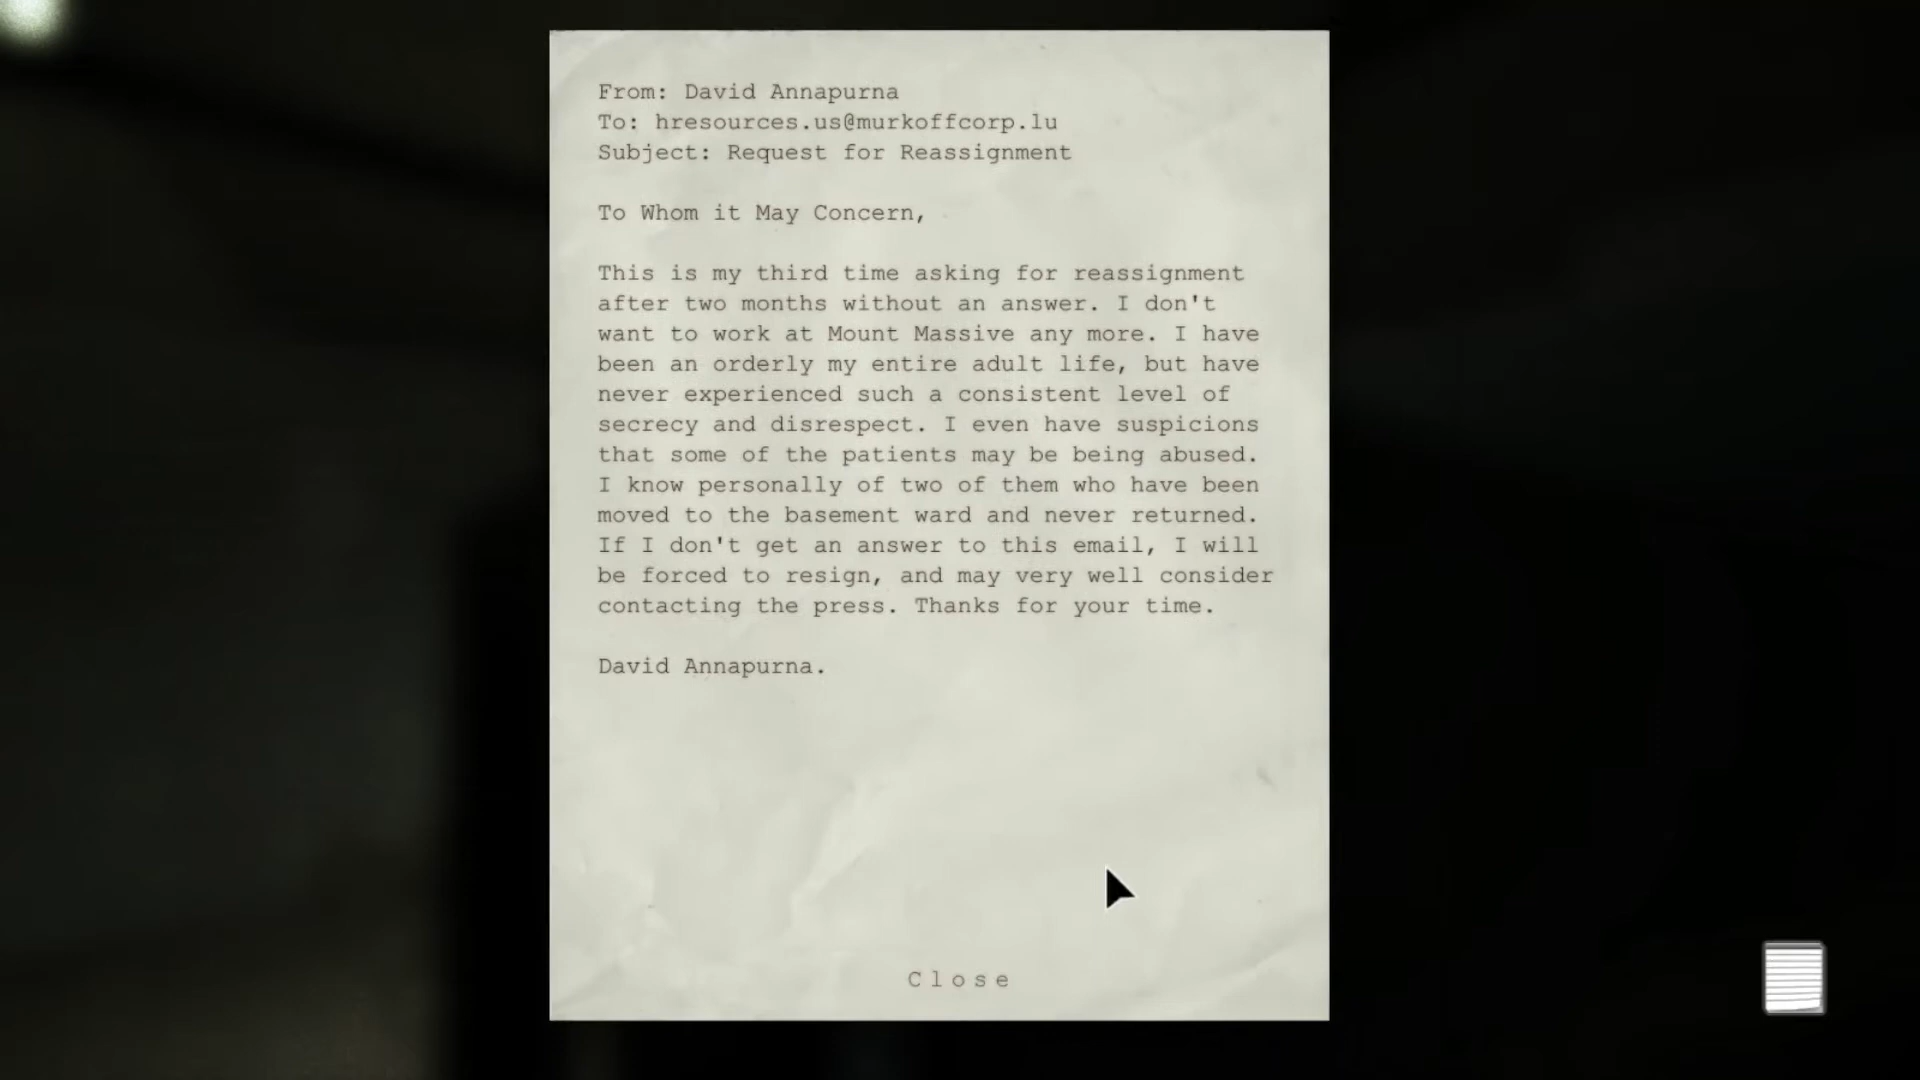 From: David Annapurna
To: hresources.us@murkoffcorp.lu
Subject: Request for Reassignment
To Whom it May Concern,
This is my third time asking for reassignment
after two months without an answer. I don't
want to work at Mount Massive any more. I have
been an orderly my entire adult life, but have
never experienced such a consistent level of
secrecy and disrespect. I even have suspicions
that some of the patients may be being abused.
I know personally of two of them who have been
moved to the basement ward and never returned.
If I don't get an answer to this email, I will
be forced to resign, and may very well consider
contacting the press. Thanks for your time.
David Annapurna.
Close